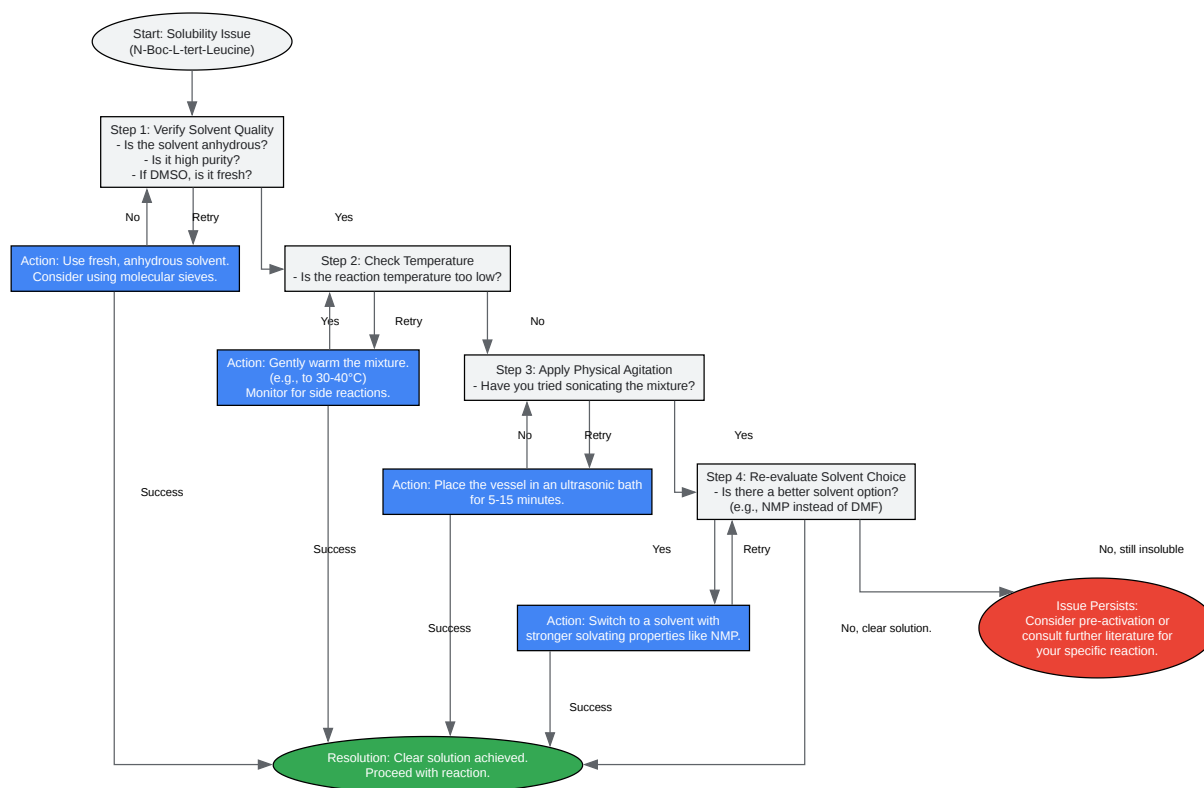 Start: Solubility Issue
(N-Boc-L-tert-Leucine)
Step 1: Verify Solvent Quality
- Is the solvent anhydrous?
- Is it high purity?
- If DMSO, is it fresh?
No
Retry
Yes
Action: Use fresh, anhydrous solvent.
Consider using molecular sieves.
Step 2: Check Temperature
- Is the reaction temperature too low?
Yes
Retry
No
Action: Gently warm the mixture.
(e.g., to 30-40°C)
Monitor for side reactions.
Step 3: Apply Physical Agitation
- Have you tried sonicating the mixture?
No
Retry
Yes
Action: Place the vessel in an ultrasonic bath
for 5-15 minutes.
Step 4: Re-evaluate Solvent Choice
- Is there a better solvent option?
(e.g., NMP instead of DMF)
Success
Success
Yes
Retry
No, still insoluble
Action: Switch to a solvent with
stronger solvating properties like NMP.
Issue Persists:
Consider pre-activation or
consult further literature for
your specific reaction.
Success
No, clear solution.
Success
Resolution: Clear solution achieved.
Proceed with reaction.